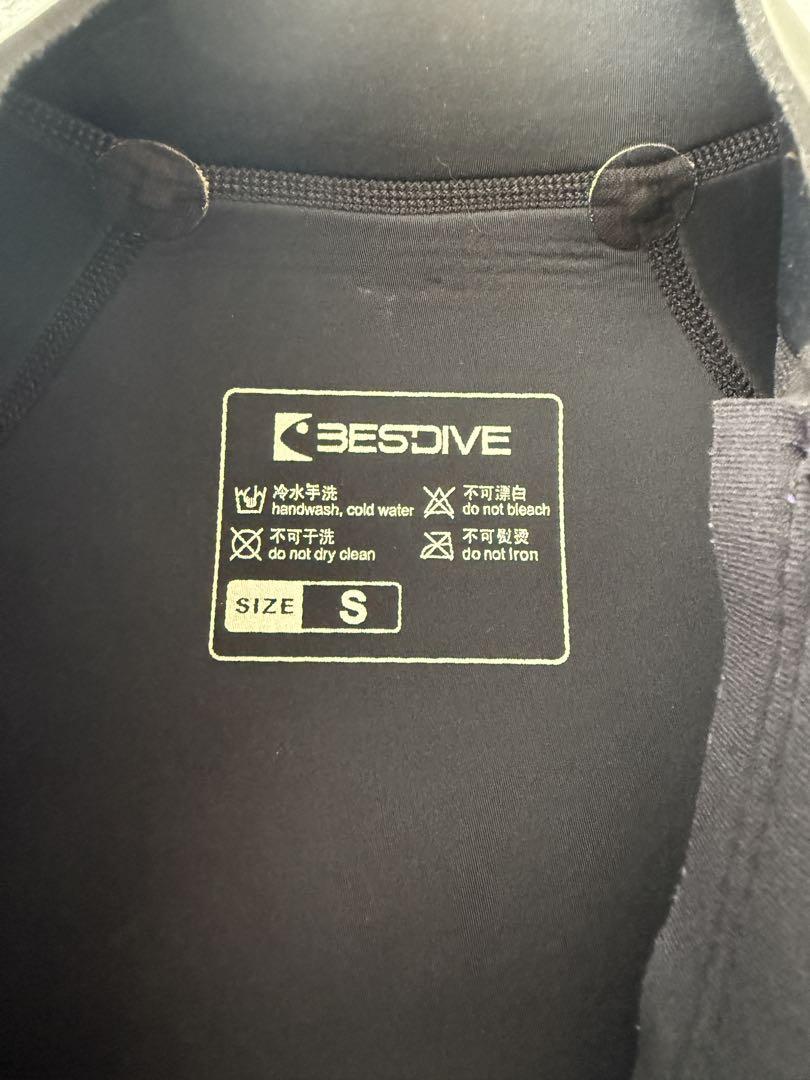 BESTDIVE
冷水手洗
handwash, cold water
不可漂白
do not bleach
不可干洗
do not dry clean
不可熨烫
do not Iron
SIZE S